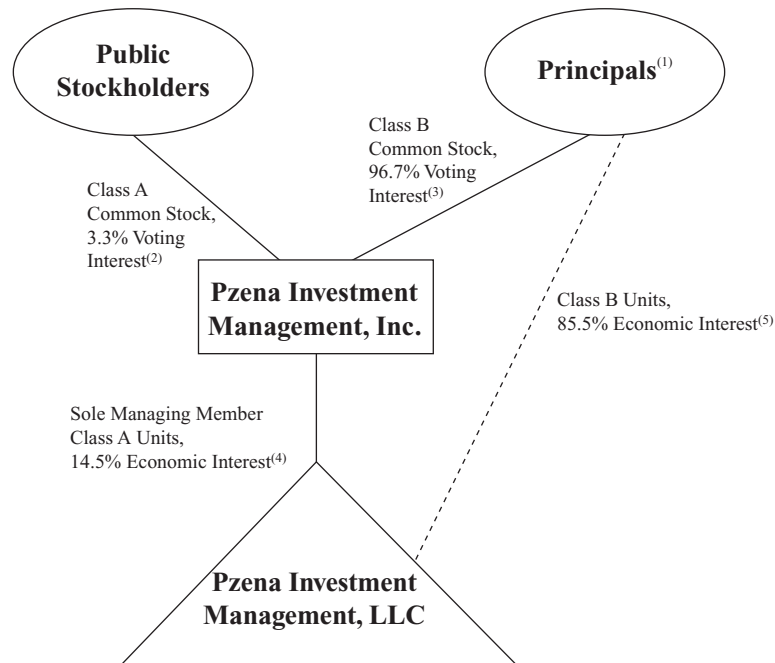 Public
Stockholders
Principals(1)
Class A
Common Stock,
3.3% Voting
Interest(2)
Class B
Common Stock,
96.7% Voting
Interest(3)
Pzena Investment
Management, Inc.
Class B Units,
85.5% Economic Interest(5)
Sole Managing Member
Class A Units,
14.5% Economic Interest(4)
Pzena Investment
Management, LLC